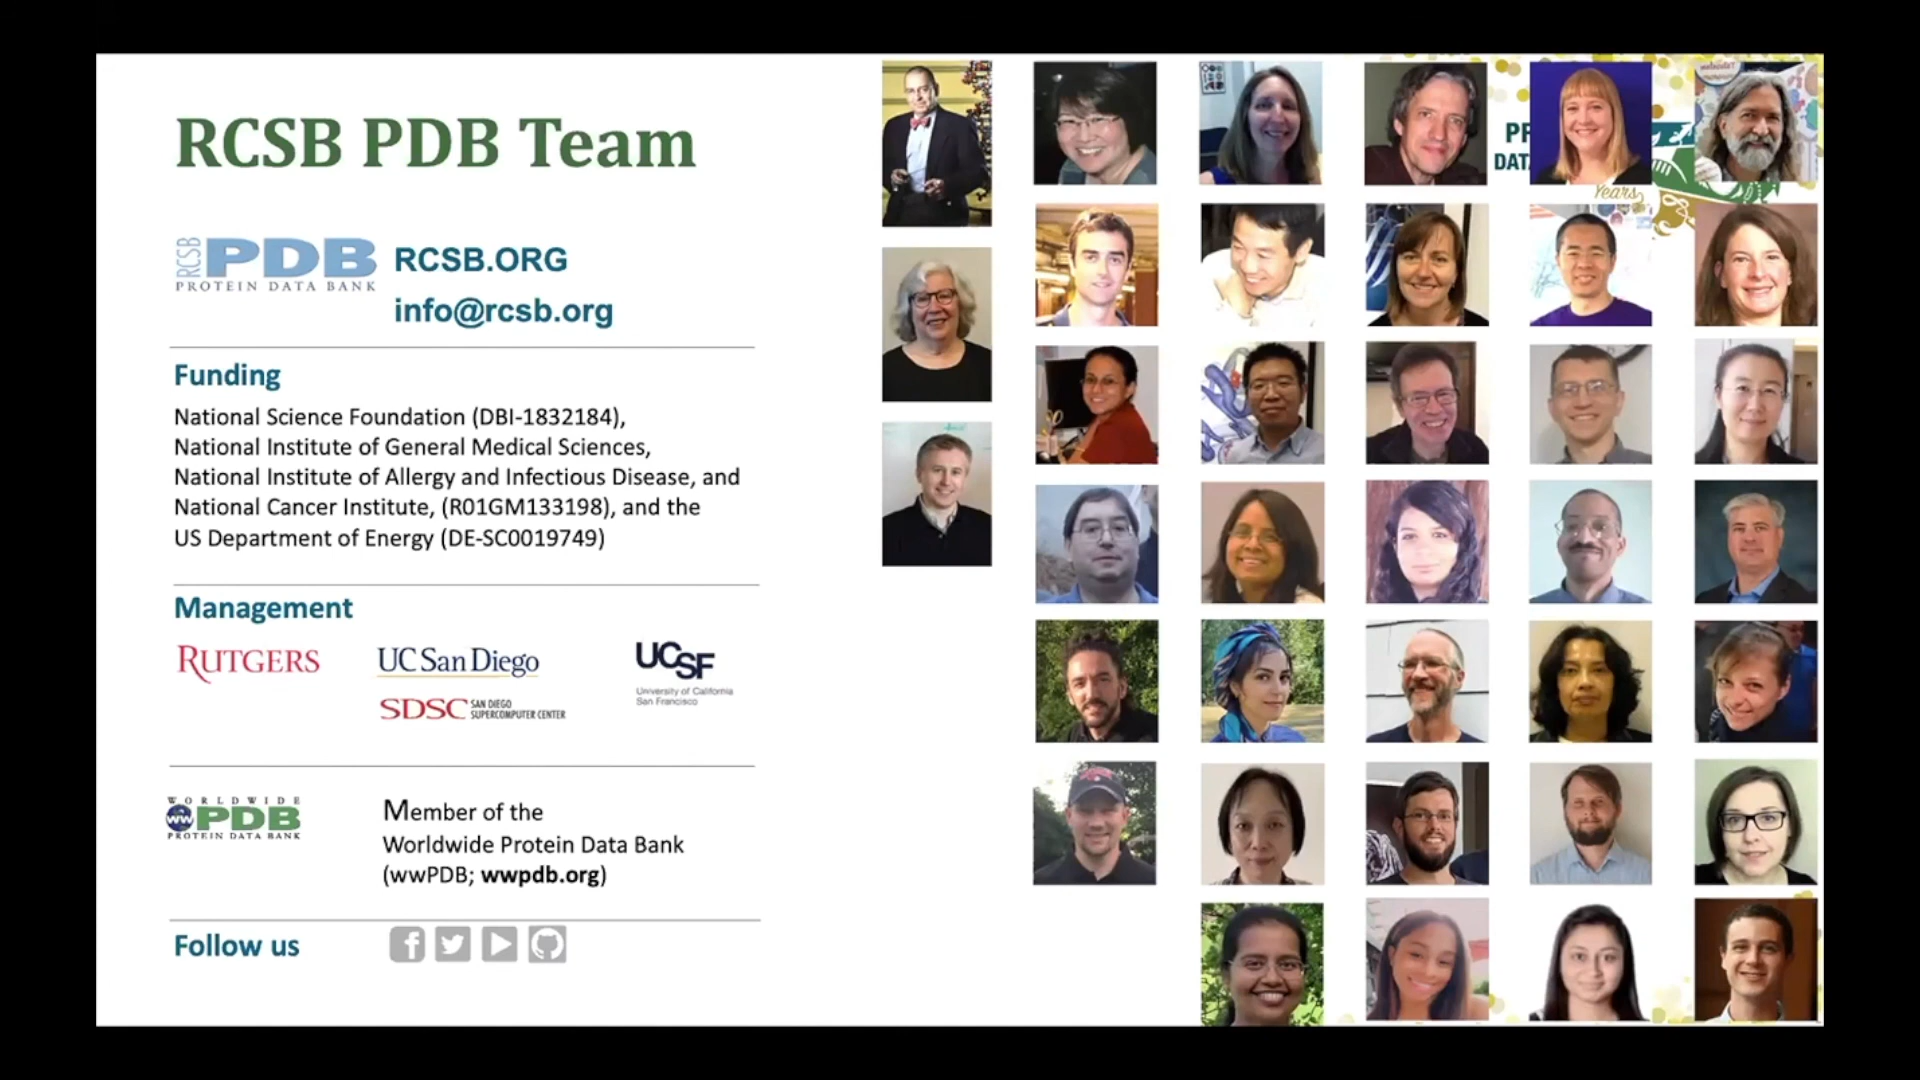 RCSB PDB Team
RCSB PDB
PROTEIN DATA BANK
RCSB.ORG
info@rcsb.org
Funding
National Science Foundation (DBI-1832184),
National Institute of General Medical Sciences,
National Institute of Allergy and Infectious Disease, and
National Cancer Institute, (R01GM133198), and the
US Department of Energy (DE-SC0019749)
Management
RUTGERS
UC San Diego
SDSC SAN DIEGO
SUPERCOMPUTER CENTER
UCSF
University of California
San Francisco
WORLDWIDE
ww PDB
PROTEIN DATA BANK
Member of the
Worldwide Protein Data Bank
(wwPDB; wwpdb.org)
Follow us
Years